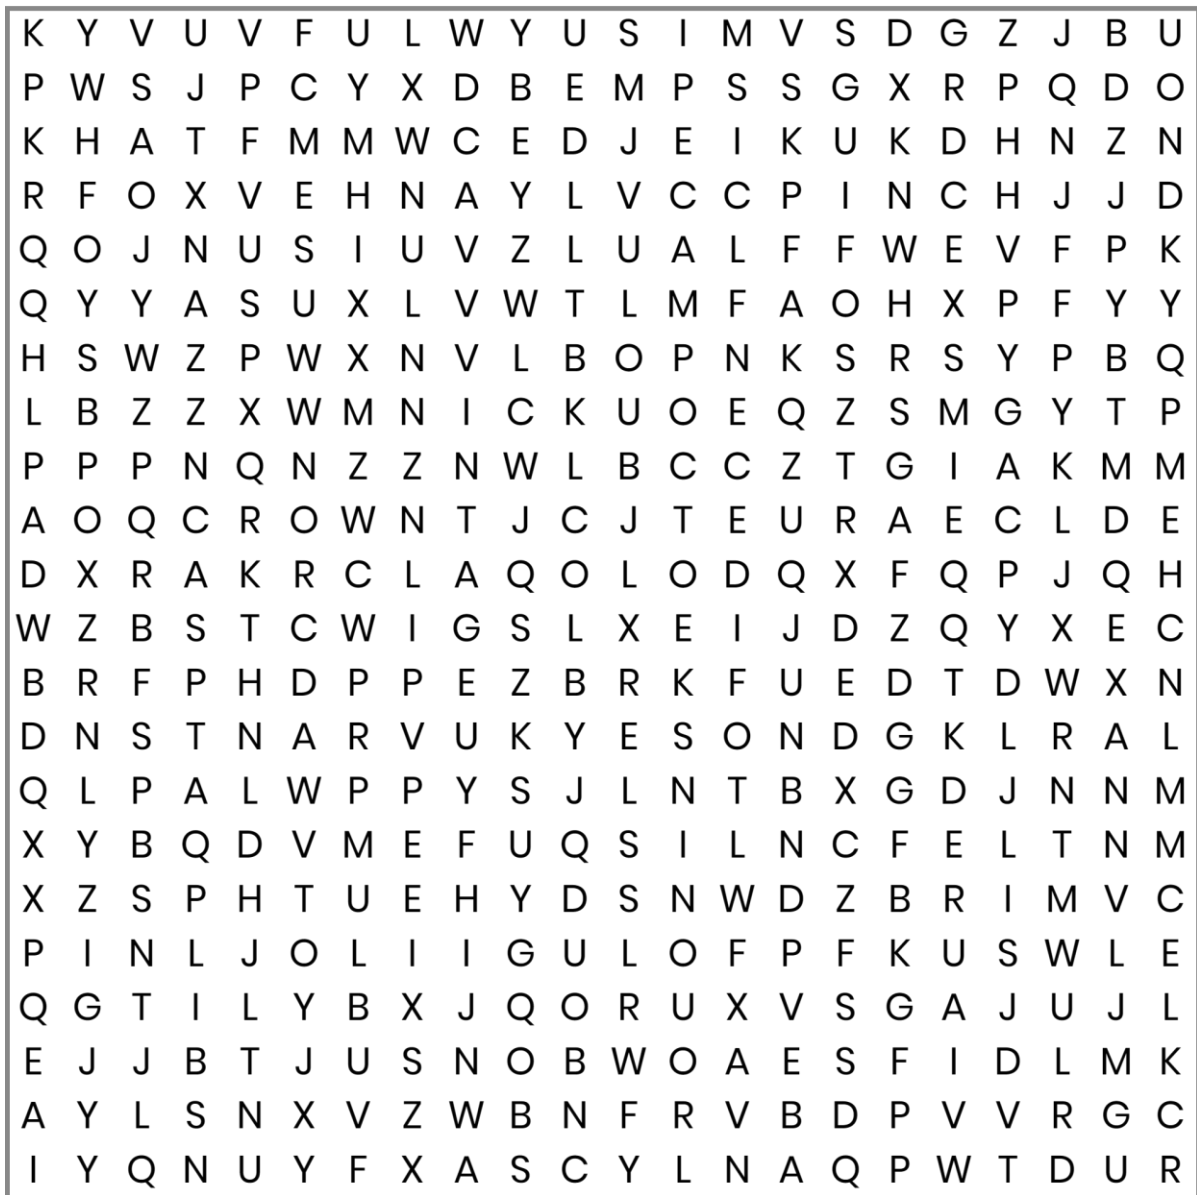 K Y V U V F U L W Y U S I M V S D G Z J B U
P W S J P C Y X D B E M P S S G X R P Q D O
K H A T F M M W C E D J E I K U K D H N Z N
R F O X V E H N A Y L V C C P I N C H J J D
Q O J N U S I U V Z L U A L F F W E V F P K
Q Y Y A S U X L V W T L M F A O H X P F Y Y
H S W Z P W X N V L B O P N K S R S Y P B Q
L B Z Z X W M N I C K U O E Q Z S M G Y T P
P P P N Q N Z Z N W L B C C Z T G I A K M M
A O Q C R O W N T J C J T E U R A E C L D E
D X R A K R C L A Q O L O D Q X F Q P J Q H
W Z B S T C W I G S L X E I J D Z Q Y X E C
B R F P H D P P E Z B R K F U E D T D W X N
D N S T N A R V U K Y E S O N D G K L R A L
Q L P A L W P P Y S J L N T B X G D J N N M
X Y B Q D V M E F U Q S I L N C F E L T N M
X Z S P H T U E H Y D S N W D Z B R I M V C
P I N L J O L I I G U L O F P F K U S W L E
Q G T I L Y B X J Q O R U X V S G A J U J L
E J J B T J U S N O B W O A E S F I D L M K
A Y L S N X V Z W B N F R V B D P V V R G C
I Y Q N U Y F X A S C Y L N A Q P W T D U R